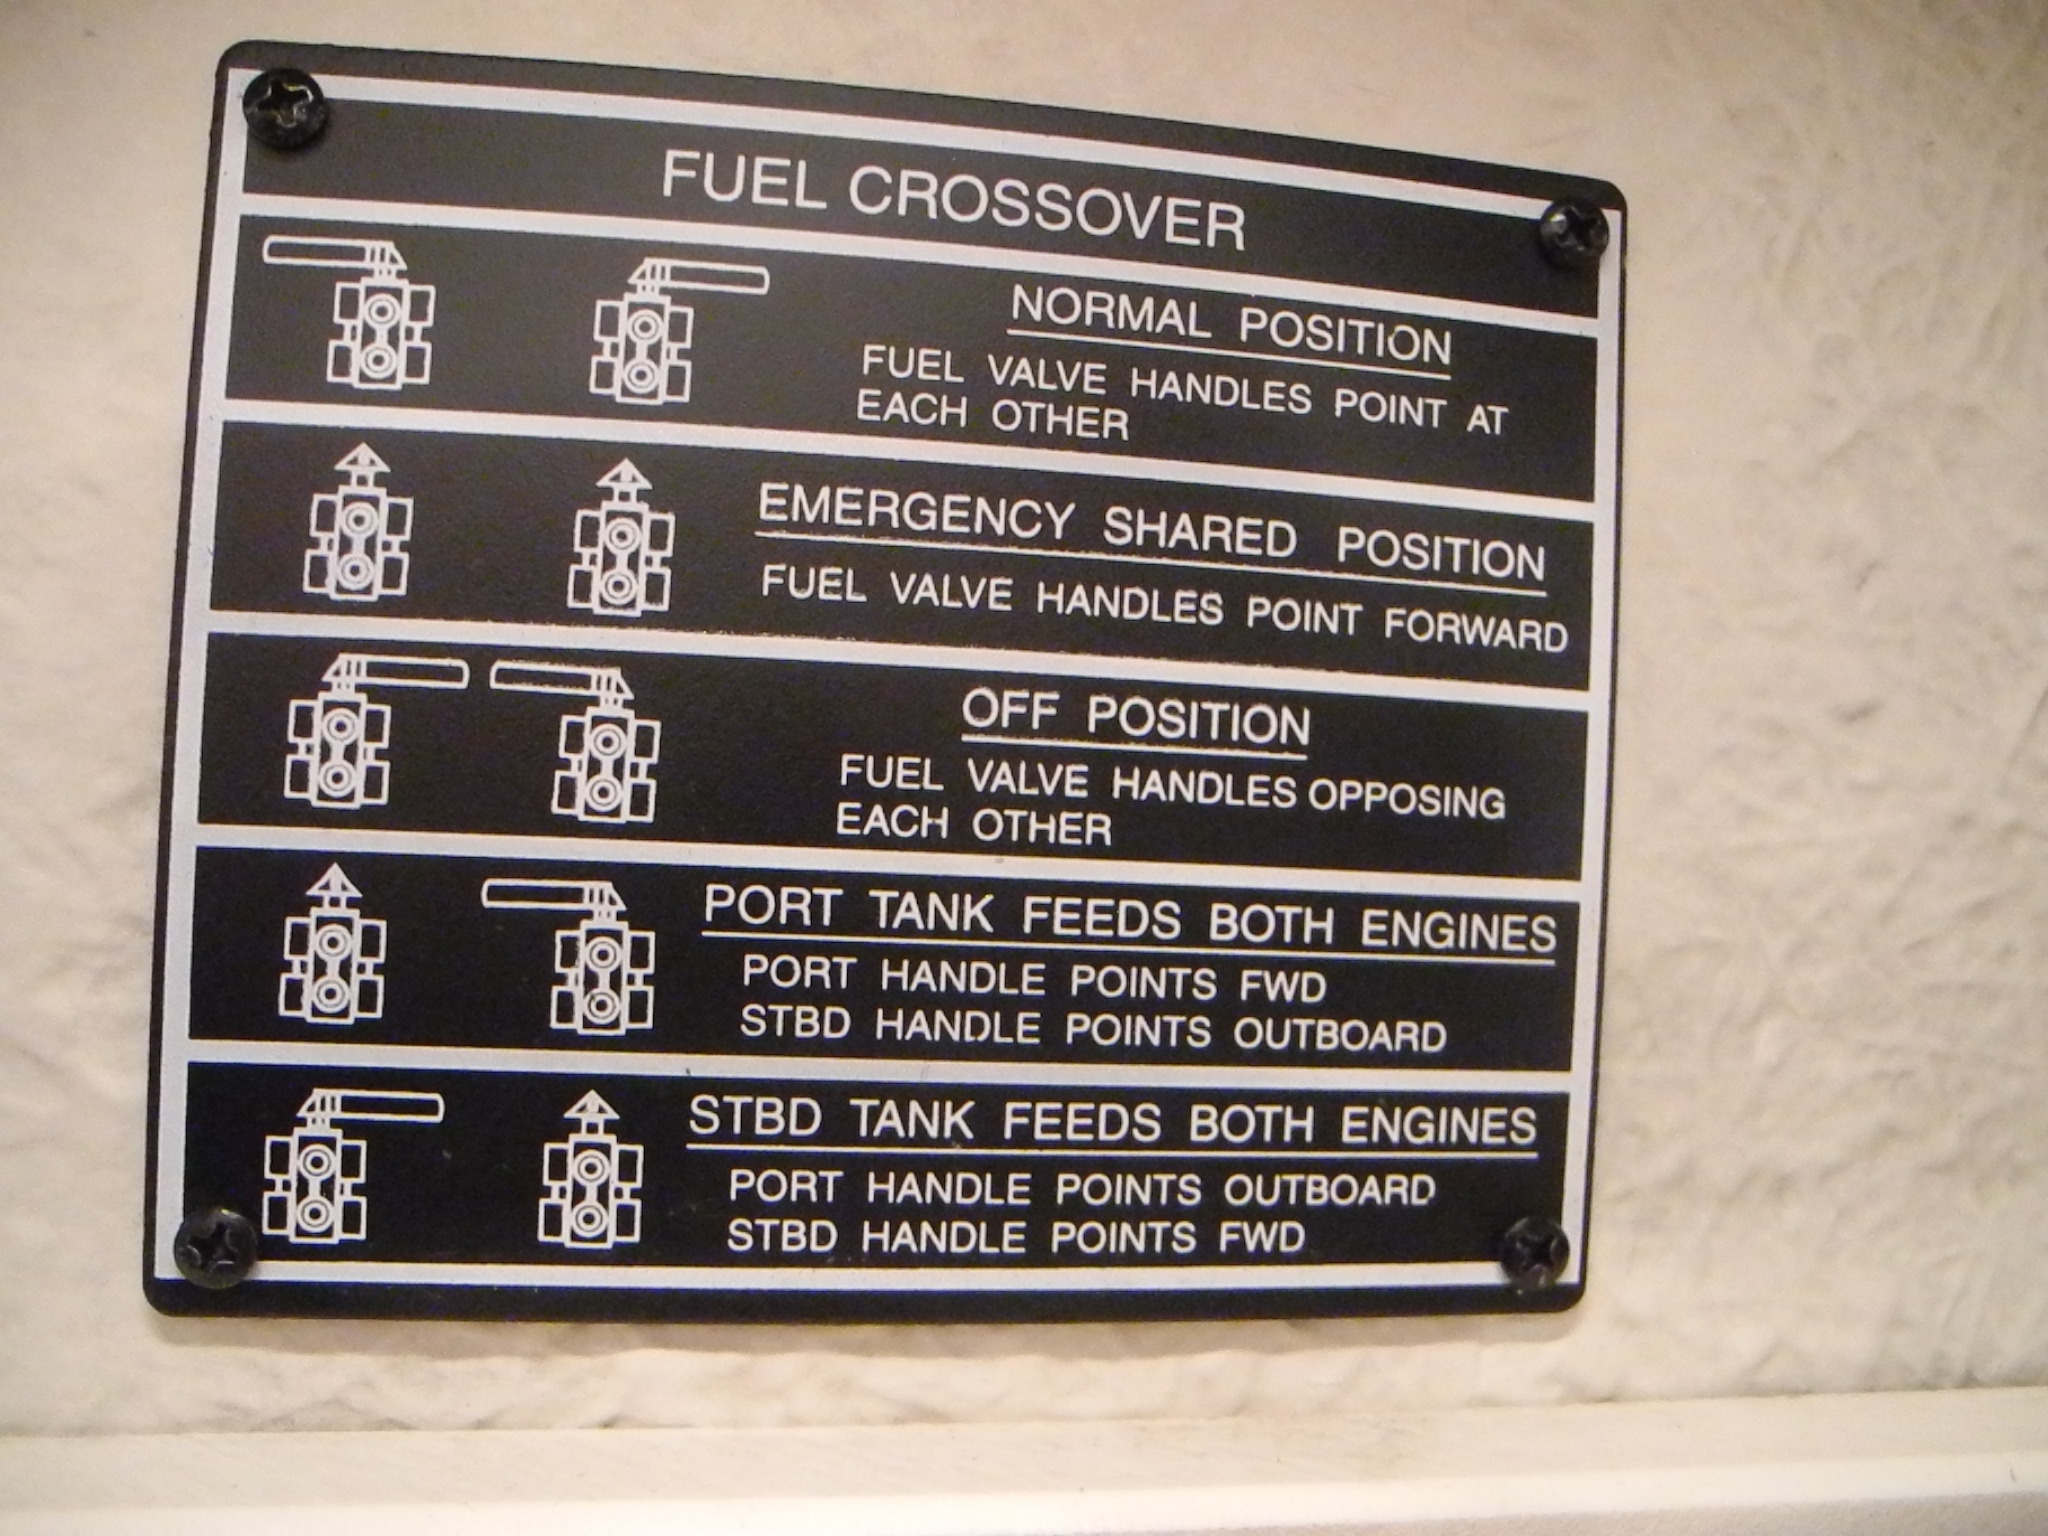 FUEL CROSSOVER
NORMAL POSITION
FUEL VALVE HANDLES POINT AT
EACH OTHER
EMERGENCY SHARED POSITION
FUEL VALVE HANDLES POINT FORWARD
OFF POSITION
FUEL VALVE HANDLES OPPOSING
EACH OTHER
PORT TANK FEEDS BOTH ENGINES
PORT HANDLE POINTS FWD
STBD HANDLE POINTS OUTBOARD
STBD TANK FEEDS BOTH ENGINES
PORT HANDLE POINTS OUTBOARD
STBD HANDLE POINTS FWD